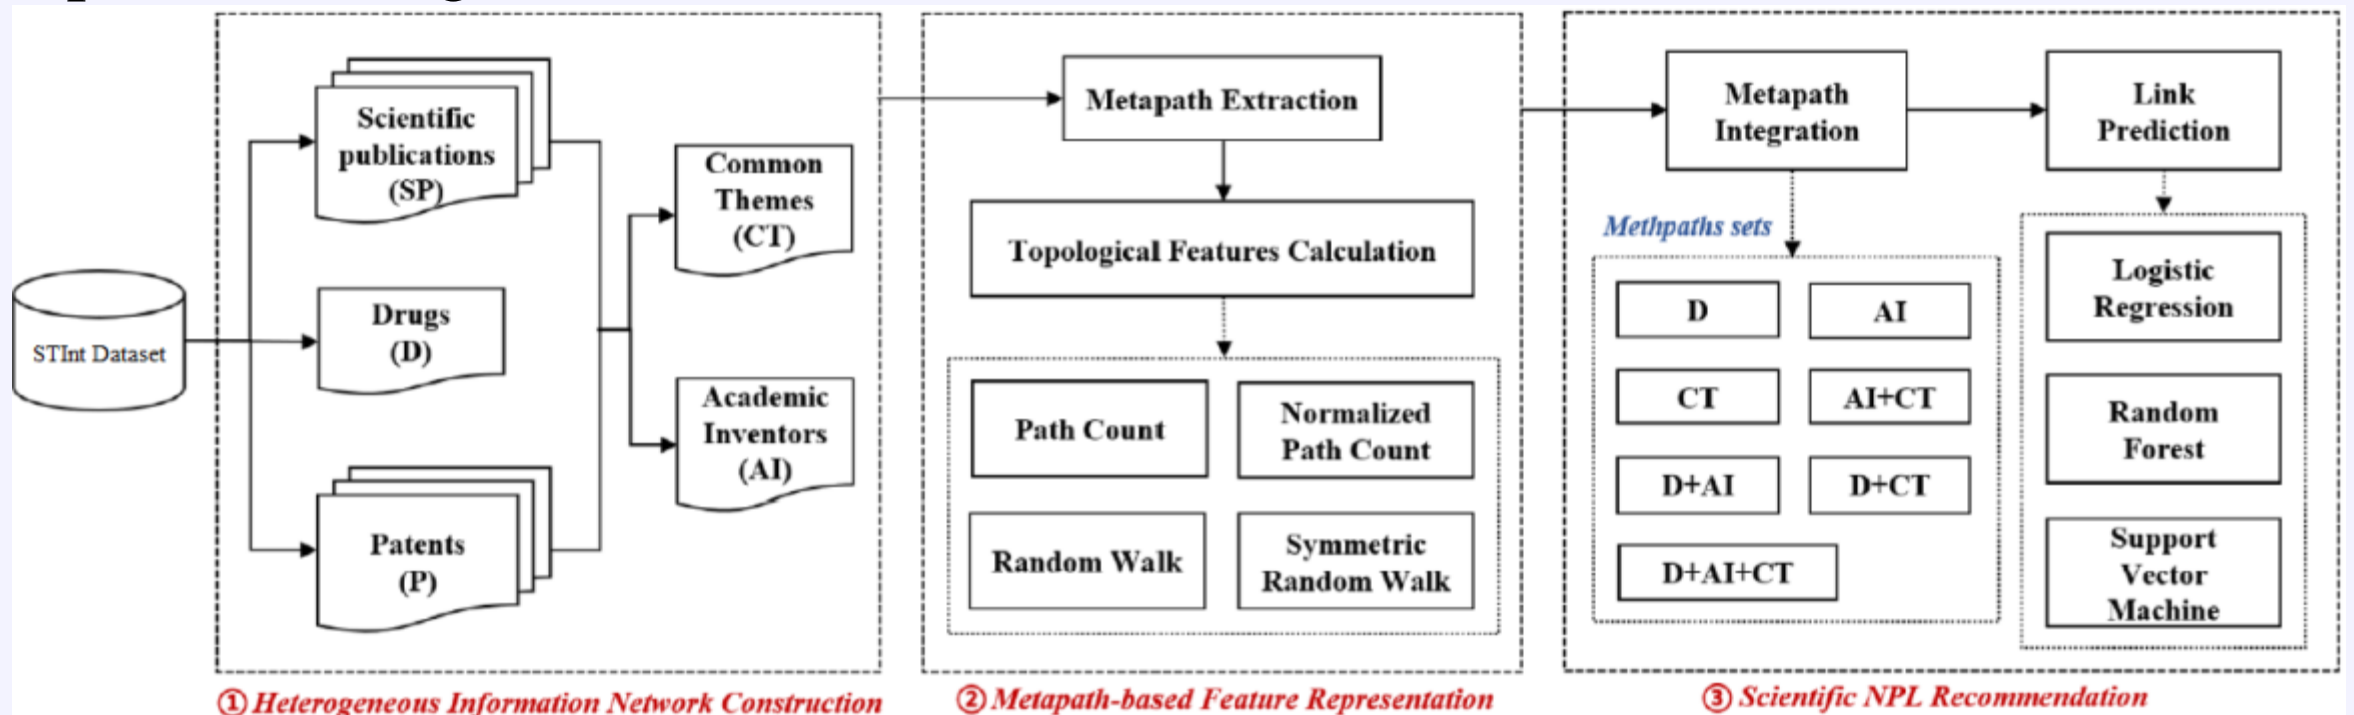 STInt Dataset
Scientific
publications
(SP)
Drugs
(D)
Patents
(P)
Common
Themes
(CT)
Academic
Inventors
(AI)
① Heterogeneous Information Network Construction
Metapath Extraction
Topological Features Calculation
Path Count
Normalized
Path Count
Random Walk
Symmetric
Random Walk
② Metapath-based Feature Representation
Metapath
Integration
Link
Prediction
Methpaths sets
D
AI
CT
AI+CT
D+AI
D+CT
D+AI+CT
Logistic
Regression
Random
Forest
Support
Vector
Machine
③ Scientific NPL Recommendation